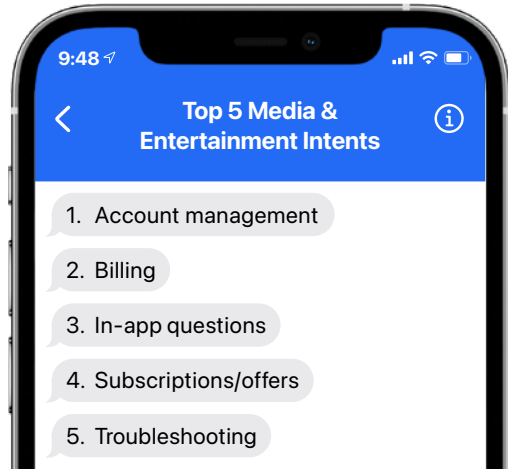 9:48
Top 5 Media &
Entertainment Intents
1. Account management
2. Billing
3. In-app questions
4. Subscriptions/offers
5. Troubleshooting